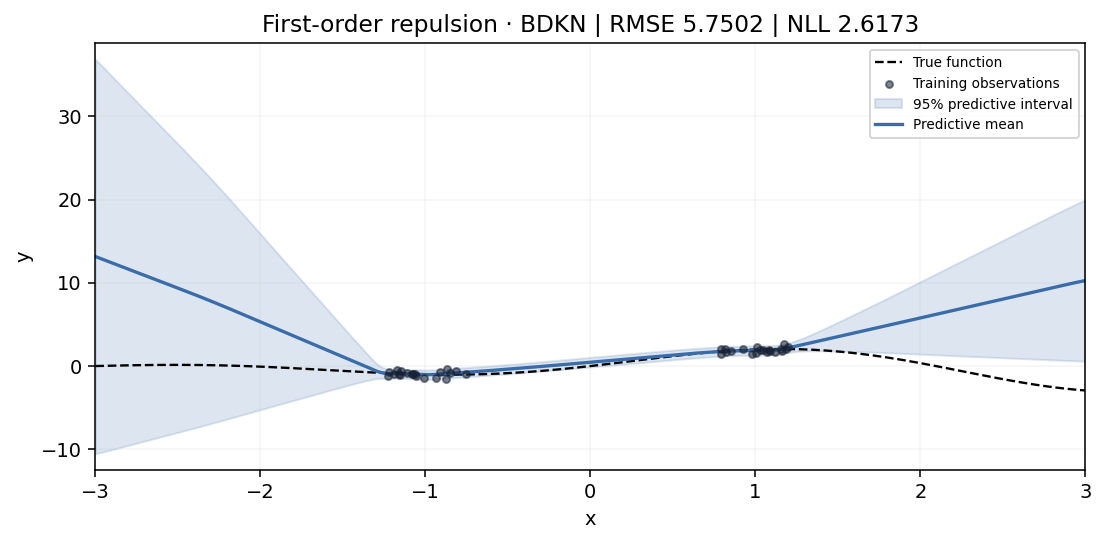 First-order repulsion · BDKN | RMSE 5.7502 | NLL 2.6173
True function
Training observations
95% predictive interval
Predictive mean
y
30
20
10
0
−10
−3
−2
−1
0
1
2
3
x